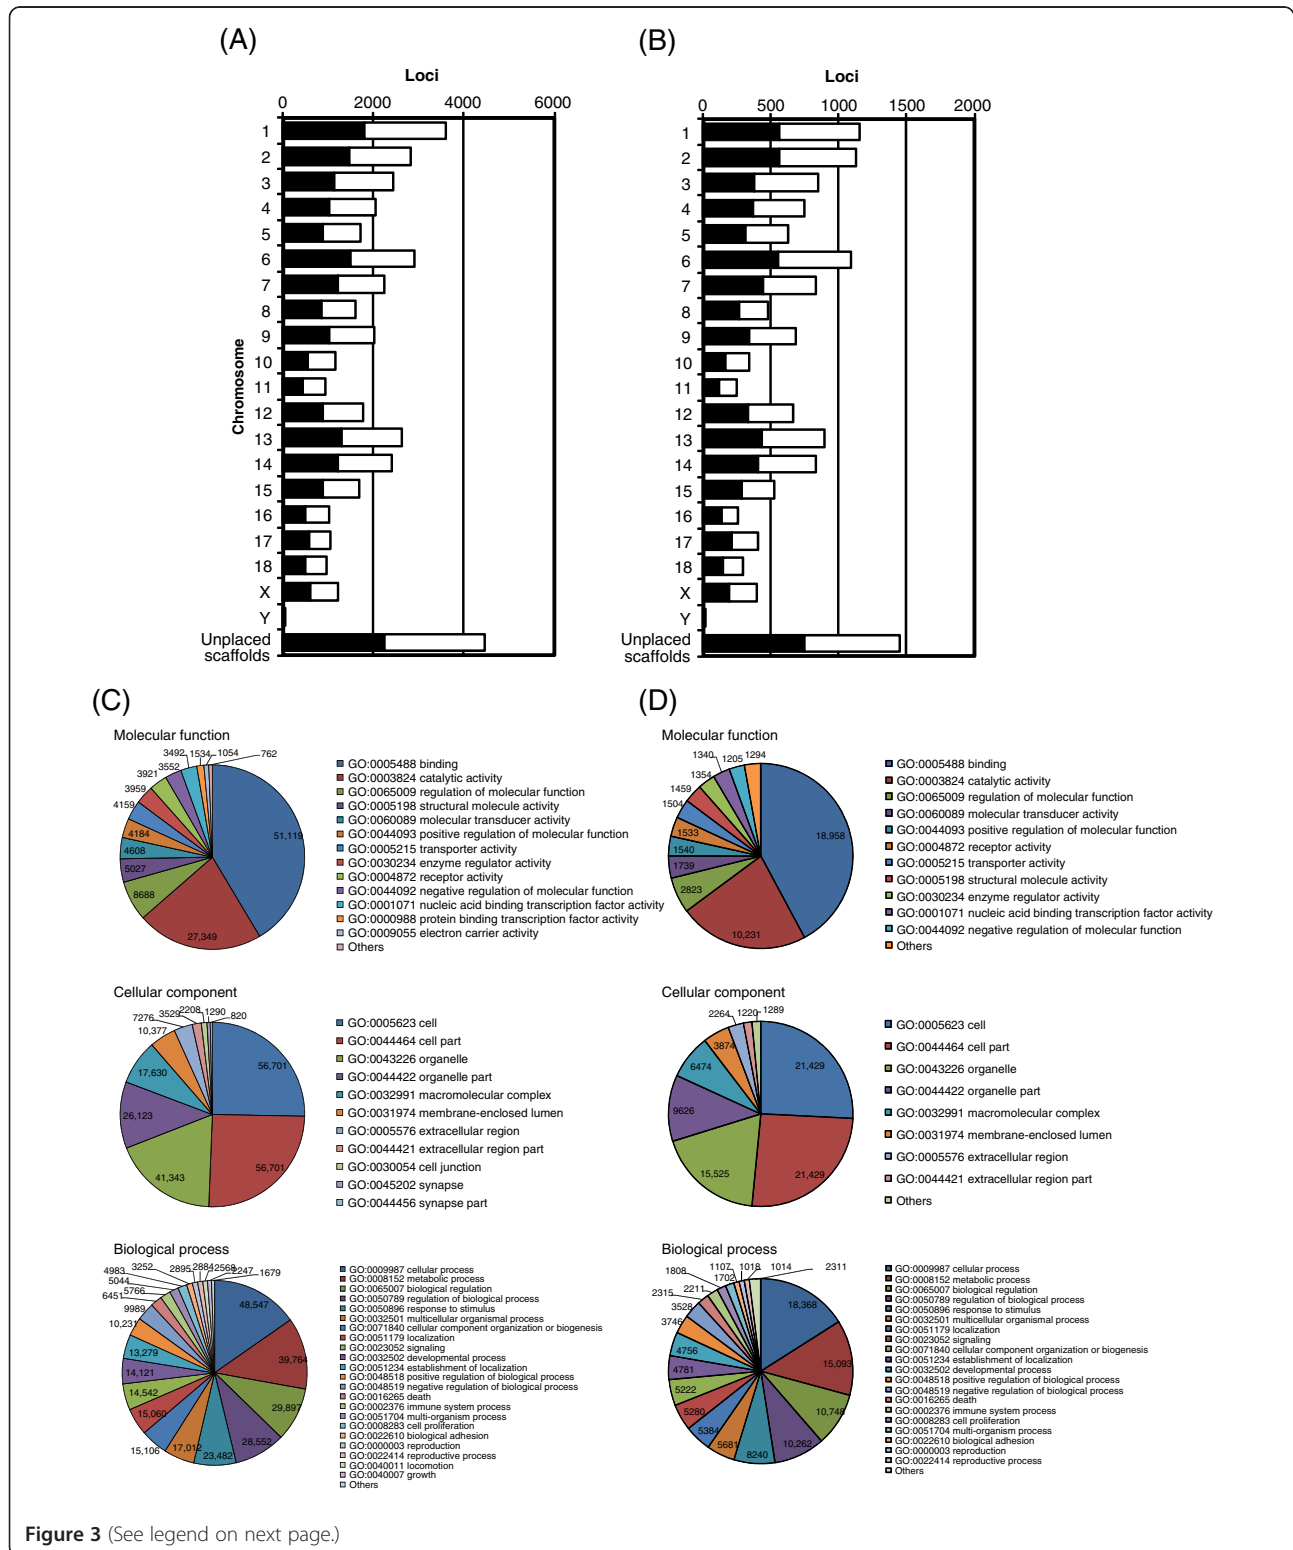 (A)
Loci
0 2000 4000 6000
Chromosome
1
2
3
4
5
6
7
8
9
10
11
12
13
14
15
16
17
18
X
Y
Unplaced
scaffolds
(B)
Loci
0 500 1000 1500 2000
1
2
3
4
5
6
7
8
9
10
11
12
13
14
15
16
17
18
X
Y
Unplaced
scaffolds
(C)
Molecular function
51,119
27,349
8688
5027
4608
4184
4159
3959
3921
3552
3492
1534
1054
762
GO:0005488 binding
GO:0003824 catalytic activity
GO:0065009 regulation of molecular function
GO:0005198 structural molecule activity
GO:0060089 molecular transducer activity
GO:0044093 positive regulation of molecular function
GO:0005215 transporter activity
GO:0030234 enzyme regulator activity
GO:0004872 receptor activity
GO:0044092 negative regulation of molecular function
GO:0001071 nucleic acid binding transcription factor activity
GO:0000988 protein binding transcription factor activity
GO:0009055 electron carrier activity
Others
Cellular component
56,701
56,701
41,343
26,123
17,630
10,377
7276
3529
2208
1290
820
GO:0005623 cell
GO:0044464 cell part
GO:0043226 organelle
GO:0044422 organelle part
GO:0032991 macromolecular complex
GO:0031974 membrane-enclosed lumen
GO:0005576 extracellular region
GO:0044421 extracellular region part
GO:0030054 cell junction
GO:0045202 synapse
GO:0044456 synapse part
Biological process
48,547
39,764
29,897
28,552
23,482
17,012
15,106
15,060
14,542
14,121
13,279
10,231
9989
6451
5766
5044
4983
3252
2895
2884
2568
2247
1679
GO:0009987 cellular process
GO:0008152 metabolic process
GO:0065007 biological regulation
GO:0050789 regulation of biological process
GO:0050896 response to stimulus
GO:0032501 multicellular organismal process
GO:0071840 cellular component organization or biogenesis
GO:0051179 localization
GO:0023052 signaling
GO:0032502 developmental process
GO:0051234 establishment of localization
GO:0048518 positive regulation of biological process
GO:0048519 negative regulation of biological process
GO:0016265 death
GO:0002376 immune system process
GO:0051704 multi-organism process
GO:0008283 cell proliferation
GO:0022610 biological adhesion
GO:0000003 reproduction
GO:0022414 reproductive process
GO:0040011 locomotion
GO:0040007 growth
Others
(D)
Molecular function
18,958
10,231
2823
1739
1540
1533
1504
1459
1354
1340
1205
1294
GO:0005488 binding
GO:0003824 catalytic activity
GO:0065009 regulation of molecular function
GO:0060089 molecular transducer activity
GO:0044093 positive regulation of molecular function
GO:0004872 receptor activity
GO:0005215 transporter activity
GO:0005198 structural molecule activity
GO:0030234 enzyme regulator activity
GO:0001071 nucleic acid binding transcription factor activity
GO:0044092 negative regulation of molecular function
Others
Cellular component
21,429
21,429
15,525
9626
6474
3874
2264
1220
1289
GO:0005623 cell
GO:0044464 cell part
GO:0043226 organelle
GO:0044422 organelle part
GO:0032991 macromolecular complex
GO:0031974 membrane-enclosed lumen
GO:0005576 extracellular region
GO:0044421 extracellular region part
Others
Biological process
18,368
15,093
10,748
10,262
8240
5681
5384
5280
5222
4781
4756
3746
3528
2315
2211
1808
1702
1107
1018
1014
2311
GO:0009987 cellular process
GO:0008152 metabolic process
GO:0065007 biological regulation
GO:0050789 regulation of biological process
GO:0050896 response to stimulus
GO:0032501 multicellular organismal process
GO:0051179 localization
GO:0023052 signaling
GO:0071840 cellular component organization or biogenesis
GO:0051234 establishment of localization
GO:0032502 developmental process
GO:0048518 positive regulation of biological process
GO:0048519 negative regulation of biological process
GO:0016265 death
GO:0002376 immune system process
GO:0008283 cell proliferation
GO:0051704 multi-organism process
GO:0022610 biological adhesion
GO:0000003 reproduction
GO:0022414 reproductive process
Others
Figure 3 (See legend on next page.)